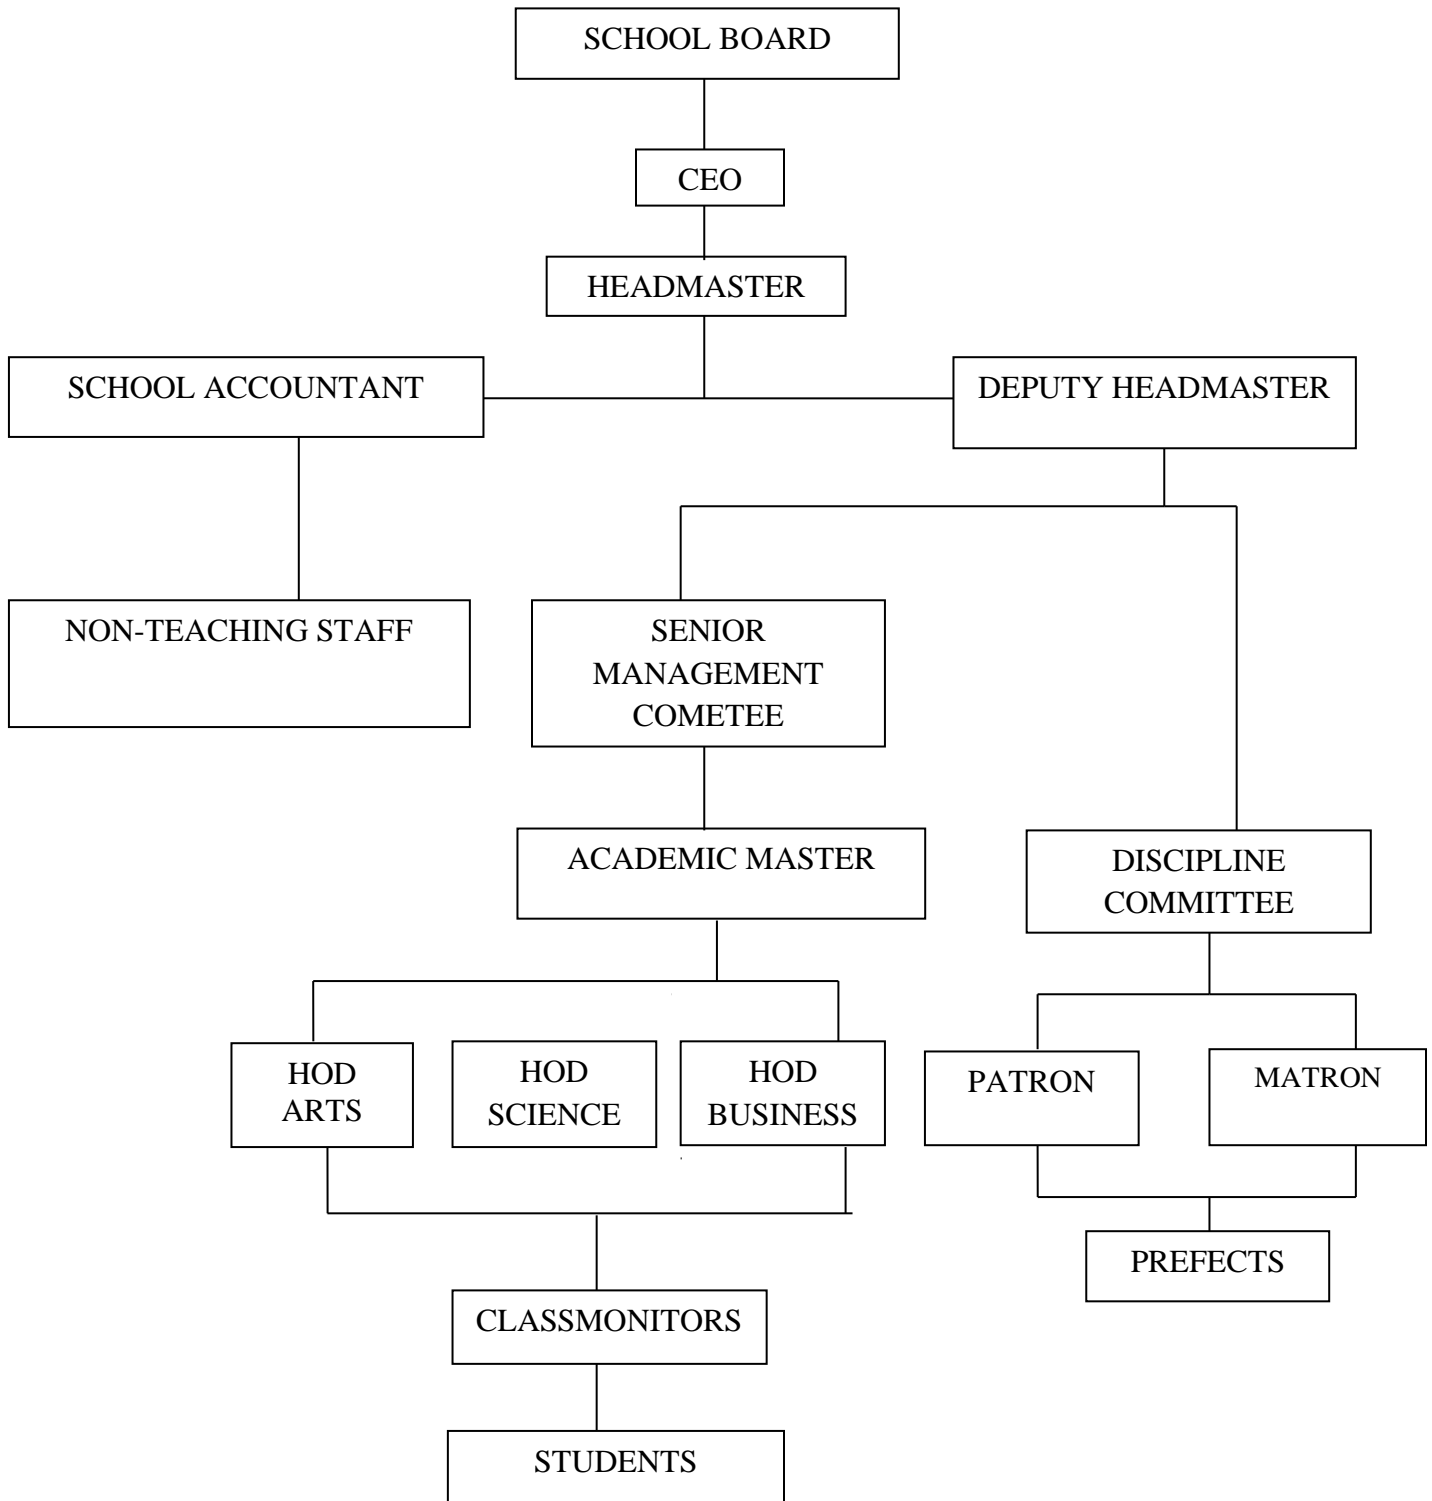 SCHOOL BOARD
CEO
HEADMASTER
SCHOOL ACCOUNTANT
DEPUTY HEADMASTER
NON-TEACHING STAFF
SENIOR
MANAGEMENT
COMETEE
ACADEMIC MASTER
DISCIPLINE
COMMITTEE
HOD
ARTS
HOD
SCIENCE
HOD
BUSINESS
PATRON
MATRON
PREFECTS
CLASSMONITORS
STUDENTS